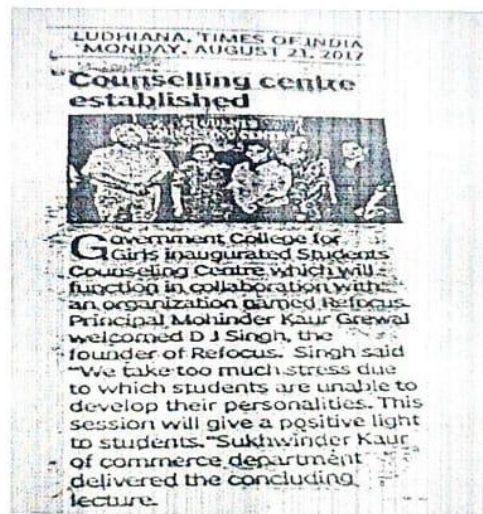 LUDHIANA, TIMES OF INDIA
MONDAY, AUGUST 21, 2017
Counselling centre
established
STUDENTS
COUNSELING CENTRE
Government College for
Girls inaugurated Students
Counseling Centre which will
function in collaboration with
an organization named Refocus.
Principal Mohinder Kaur Grewal
welcomed D J Singh, the
founder of Refocus. Singh said
"We take too much stress due
to which students are unable to
develop their personalities. This
session will give a positive light
to students."Sukhwinder Kaur
of commerce department
delivered the concluding
lecture.